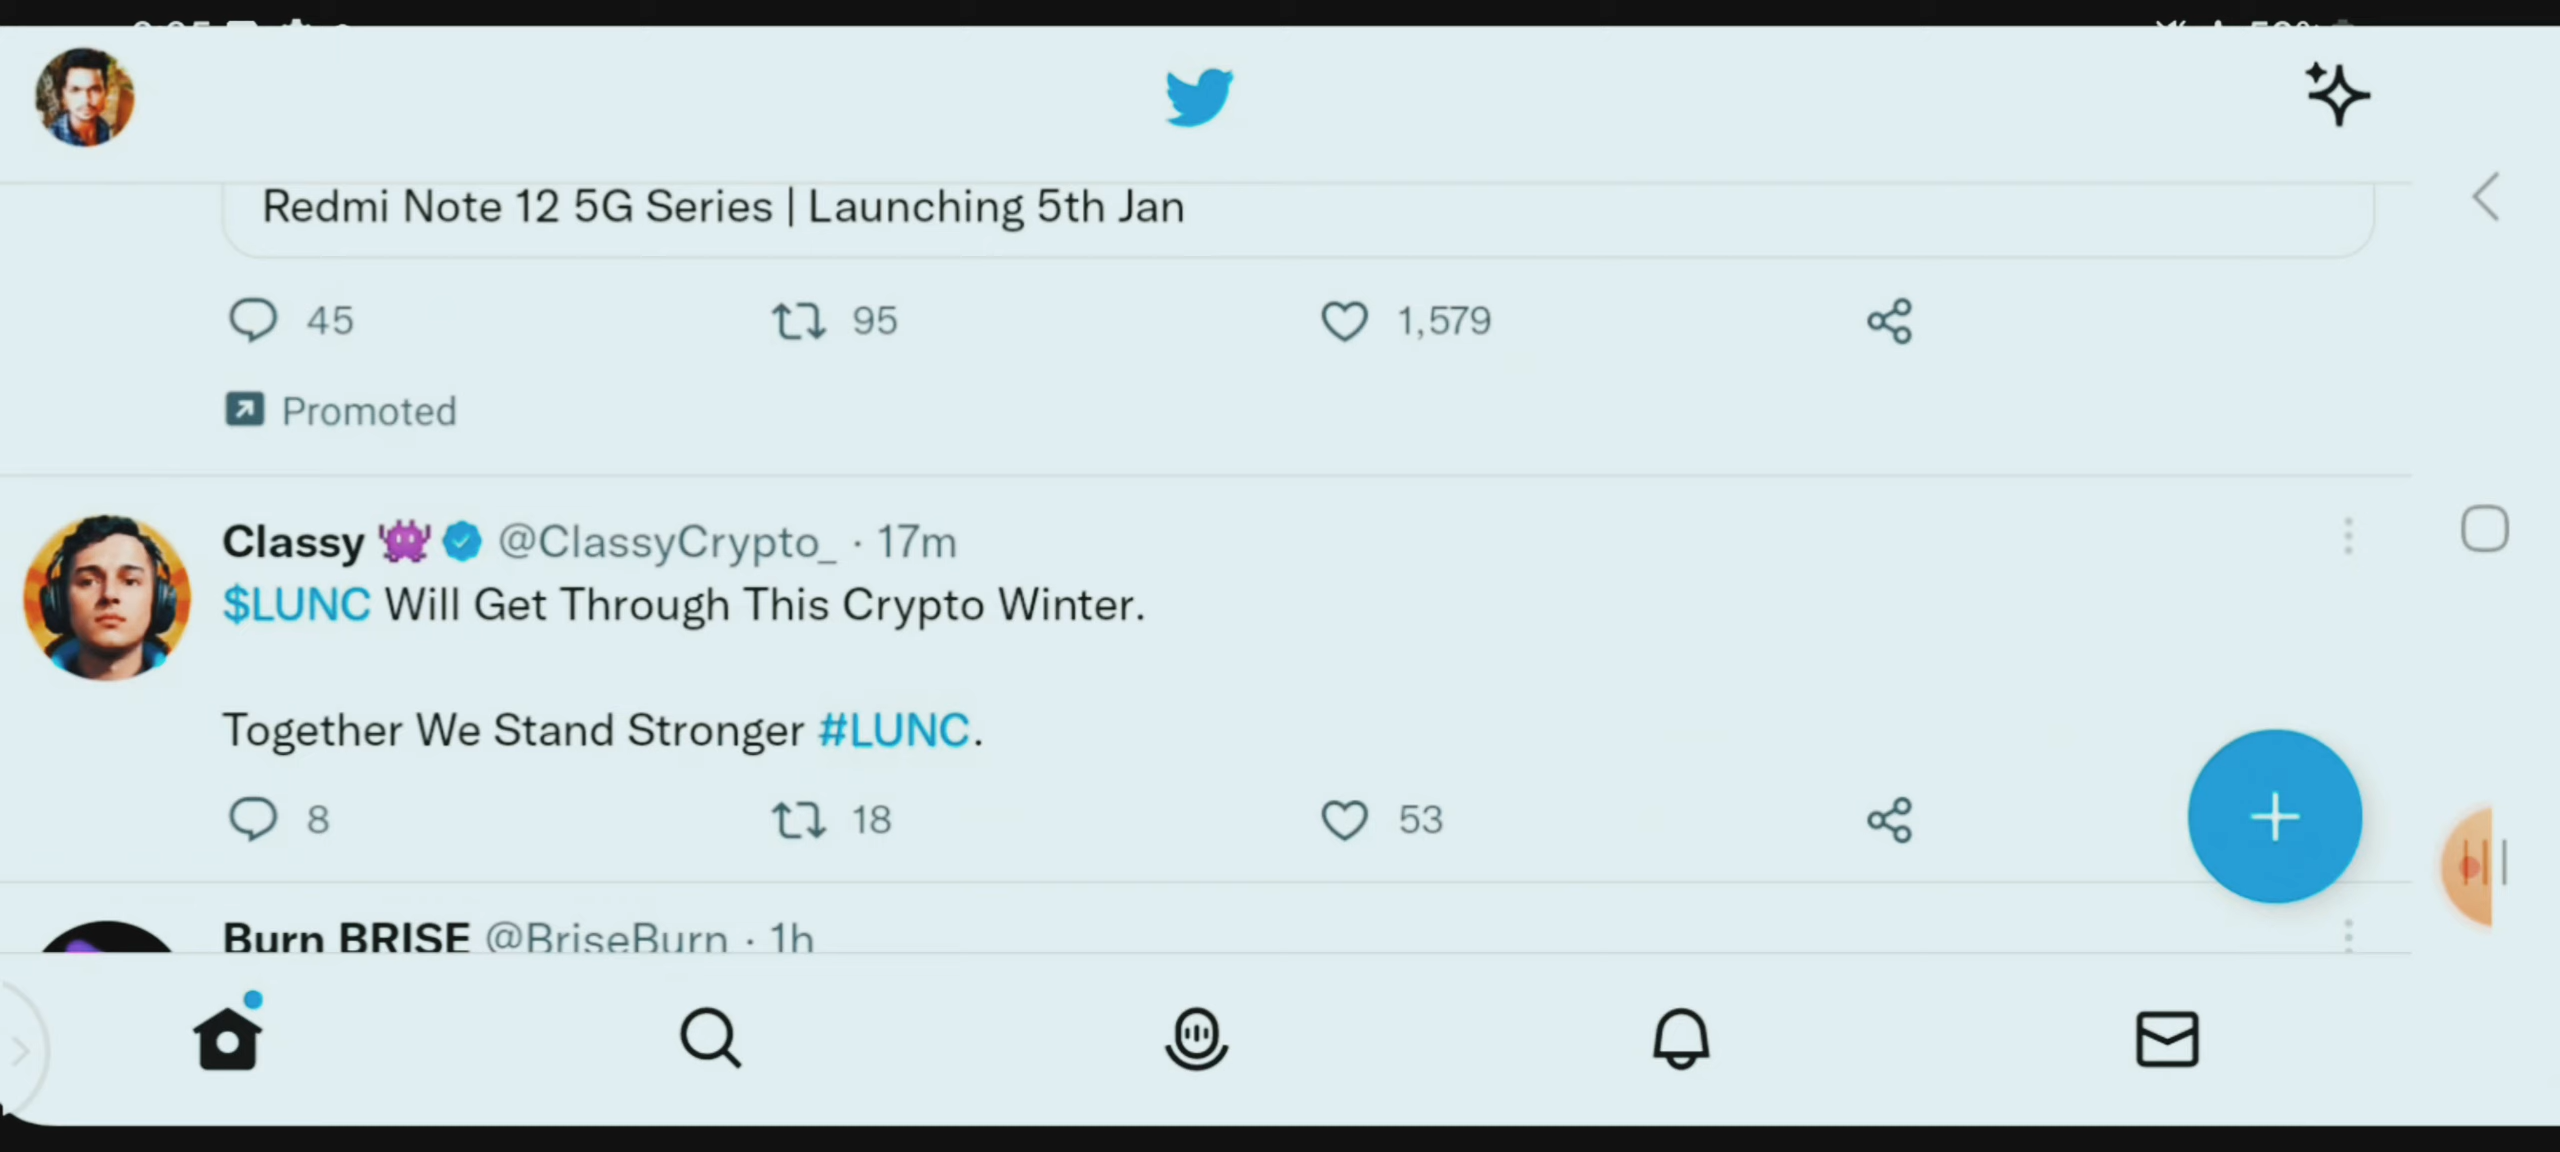 Redmi Note 12 5G Series | Launching 5th Jan
45 95 1,579
Promoted
Classy @ClassyCrypto_ · 17m
$LUNC Will Get Through This Crypto Winter.
Together We Stand Stronger #LUNC.
8 18 53
Burn BRISE @BriseBurn · 1h